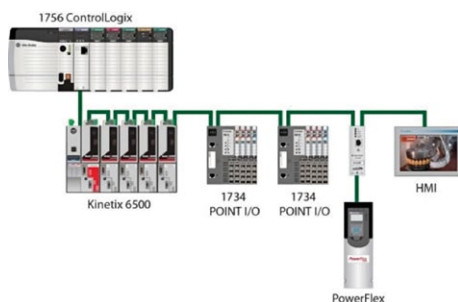 1756 ControlLogix
Kinetix 6500
1734
POINT I/O
1734
POINT I/O
HMI
PowerFlex